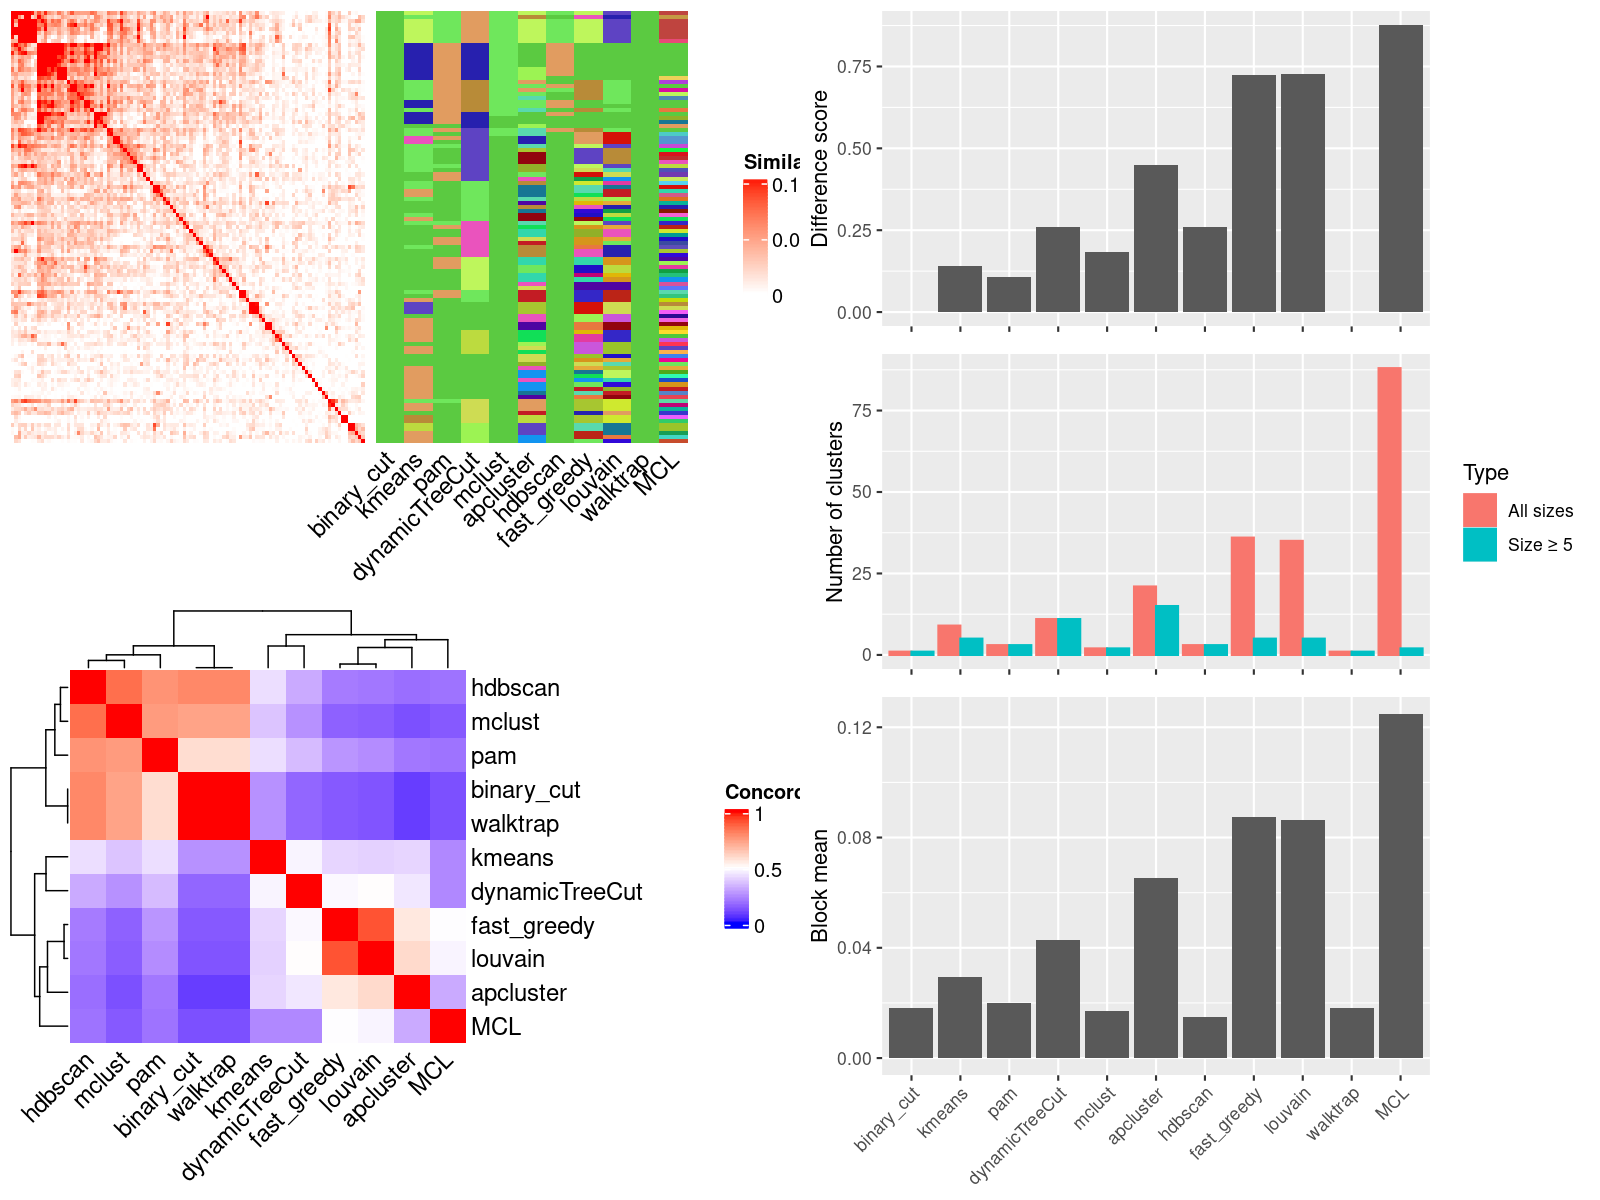 Simila
0.1
0.0
0
binary_cut
kmeans
pam
dynamicTreeCut
mclust
apcluster
hdbscan
fast_greedy
louvain
walktrap
MCL
hdbscan
mclust
pam
binary_cut
walktrap
kmeans
dynamicTreeCut
fast_greedy
louvain
apcluster
MCL
hdbscan
mclust
pam
binary_cut
walktrap
kmeans
dynamicTreeCut
fast_greedy
louvain
apcluster
MCL
Concord
1
0.5
0
Difference score
0.75
0.50
0.25
0.00
Number of clusters
75
50
25
0
Type
All sizes
Size ≥ 5
Block mean
0.12
0.08
0.04
0.00
binary_cut
kmeans
pam
dynamicTreeCut
mclust
apcluster
hdbscan
fast_greedy
louvain
walktrap
MCL